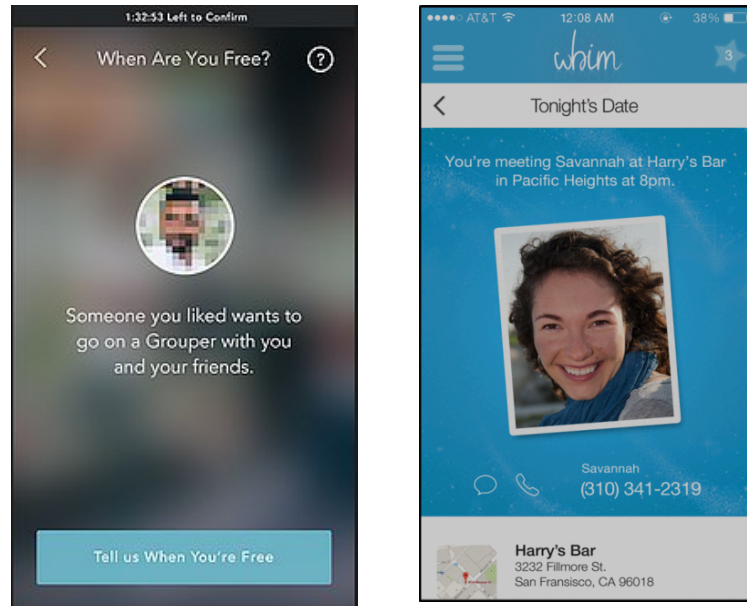 1:32:53 Left to Confirm
When Are You Free?
?
Someone you liked wants to
go on a Grouper with you
and your friends.
Tell us When You're Free
AT&T
12:08 AM
38%
whim
3
Tonight's Date
You're meeting Savannah at Harry's Bar
in Pacific Heights at 8pm.
Savannah
(310) 341-2319
Harry's Bar
3232 Fillmore St.
San Fransisco, CA 96018